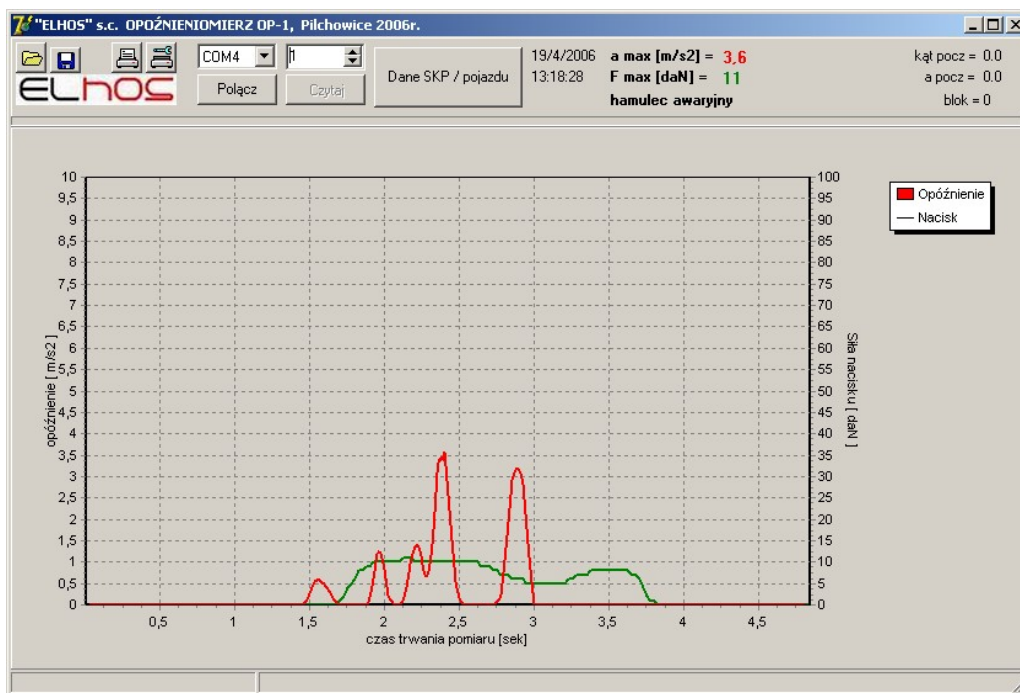 "ELHOS" s.c. OPOŹNIENIOMIERZ OP-1, Pilchowice 2006r.
ELHOS
COM4
1
Połącz
Czytaj
Dane SKP / pojazdu
19/4/2006
13:18:28
a max [m/s2] = 3,6
F max [daN] = 11
hamulec awaryjny
kąt pocz = 0.0
a pocz = 0.0
blok = 0
10
9,5
9
8,5
8
7,5
7
6,5
6
5,5
5
4,5
4
3,5
3
2,5
2
1,5
1
0,5
0
opóźnienie [ m/s2 ]
100
95
90
85
80
75
70
65
60
55
50
45
40
35
30
25
20
15
10
5
0
Siła nacisku [ daN ]
Opóźnienie
Nacisk
0,5 1 1,5 2 2,5 3 3,5 4 4,5
czas trwania pomiaru [sek]